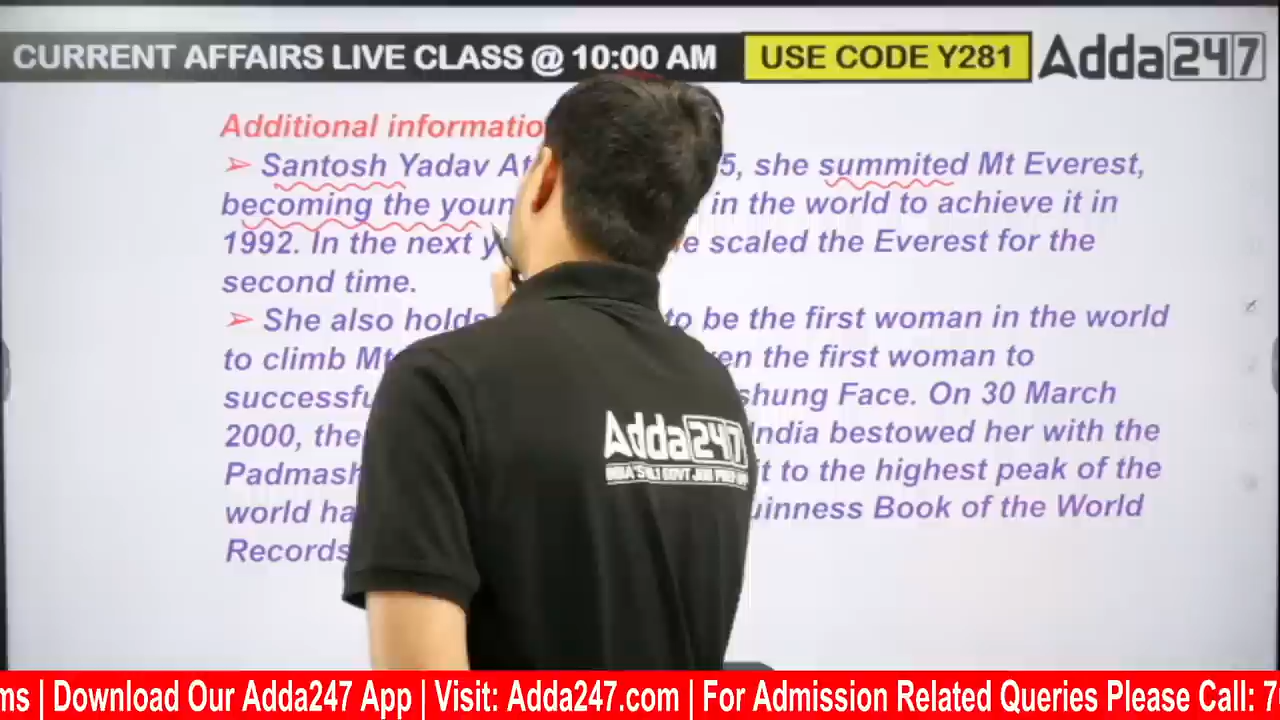 CURRENT AFFAIRS LIVE CLASS @ 10:00 AM
USE CODE Y281
Adda247
Additional informatio
➢ Santosh Yadav At 5, she summited Mt Everest,
becoming the youn in the world to achieve it in
1992. In the next y e scaled the Everest for the
second time.
➢ She also holds to be the first woman in the world
to climb Mt en the first woman to
successfu shung Face. On 30 March
2000, the India bestowed her with the
Padmash it to the highest peak of the
world ha uinness Book of the World
Records
Adda247
ms | Download Our Adda247 App | Visit: Adda247.com | For Admission Related Queries Please Call: 7